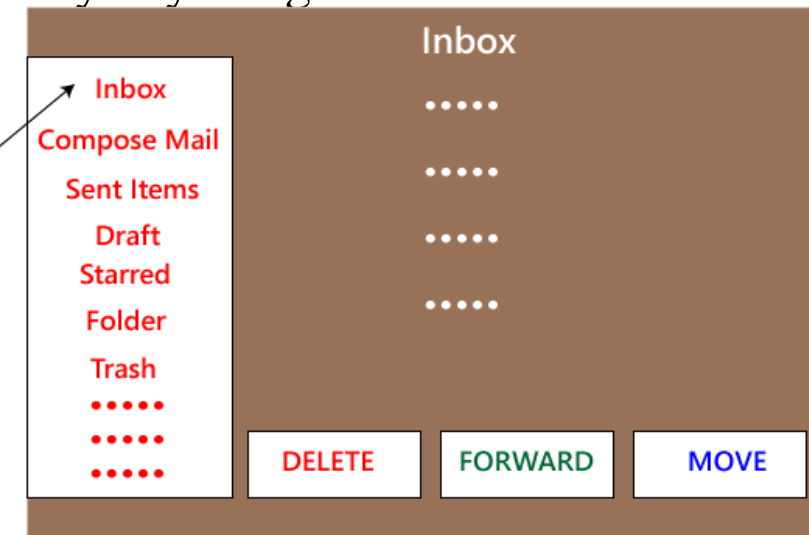 Inbox
Inbox
Compose Mail
Sent Items
Draft
Starred
Folder
Trash
•••••
•••••
•••••
•••••
•••••
•••••
•••••
DELETE
FORWARD
MOVE